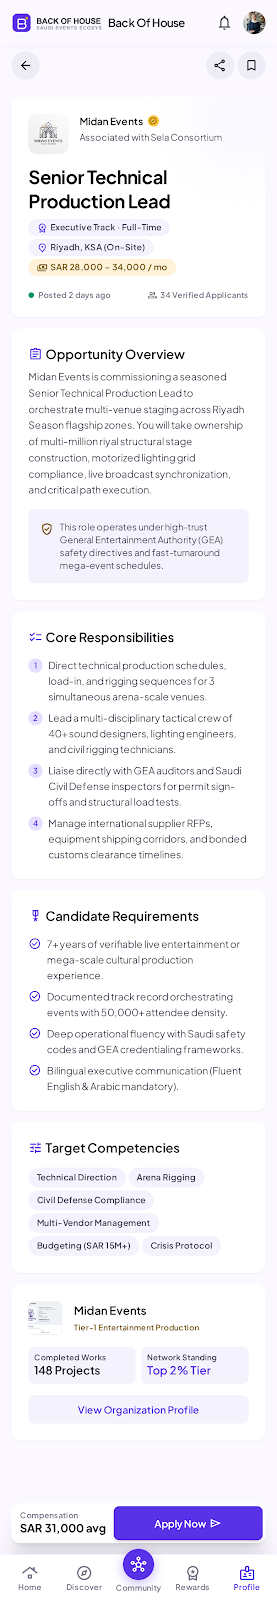 BACK OF HOUSE
SAUDI EVENTS ECOSYS
Back Of House
Midan Events
Associated with Sela Consortium
Senior Technical
Production Lead
Executive Track · Full-Time
Riyadh, KSA (On-Site)
SAR 28,000 – 34,000 / mo
Posted 2 days ago
34 Verified Applicants
Opportunity Overview
Midan Events is commissioning a seasoned
Senior Technical Production Lead to
orchestrate multi-venue staging across Riyadh
Season flagship zones. You will take ownership
of multi-million riyal structural stage
construction, motorized lighting grid
compliance, live broadcast synchronization,
and critical path execution.
This role operates under high-trust
General Entertainment Authority (GEA)
safety directives and fast-turnaround
mega-event schedules.
Core Responsibilities
1 Direct technical production schedules,
load-in, and rigging sequences for 3
simultaneous arena-scale venues.
2 Lead a multi-disciplinary tactical crew of
40+ sound designers, lighting engineers,
and civil rigging technicians.
3 Liaise directly with GEA auditors and Saudi
Civil Defense inspectors for permit sign-
offs and structural load tests.
4 Manage international supplier RFPs,
equipment shipping corridors, and bonded
customs clearance timelines.
Candidate Requirements
7+ years of verifiable live entertainment or
mega-scale cultural production
experience.
Documented track record orchestrating
events with 50,000+ attendee density.
Deep operational fluency with Saudi safety
codes and GEA credentialing frameworks.
Bilingual executive communication (Fluent
English & Arabic mandatory).
Target Competencies
Technical Direction
Arena Rigging
Civil Defense Compliance
Multi-Vendor Management
Budgeting (SAR 15M+)
Crisis Protocol
Midan Events
Tier-1 Entertainment Production
Completed Works
148 Projects
Network Standing
Top 2% Tier
View Organization Profile
Compensation
SAR 31,000 avg
Apply Now
Home
Discover
Community
Rewards
Profile